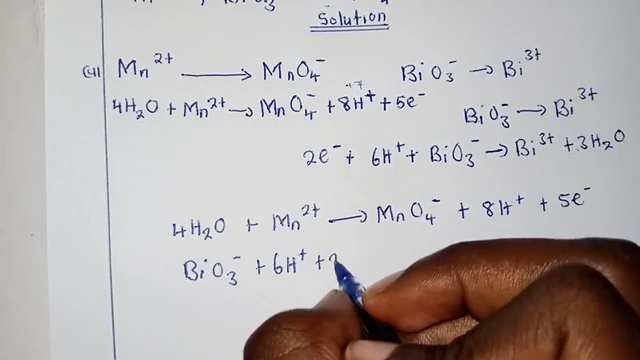 Solution
(ii) Mn²⁺ ⟶ MnO₄⁻ BiO₃⁻ → Bi³⁺
4H₂O + Mn²⁺ → MnO₄⁻ + 8H⁺ + 5e⁻ BiO₃⁻ → Bi³⁺
2e⁻ + 6H⁺ + BiO₃⁻ → Bi³⁺ + 3H₂O
4H₂O + Mn²⁺ ⟶ MnO₄⁻ + 8H⁺ + 5e⁻
BiO₃⁻ + 6H⁺ +